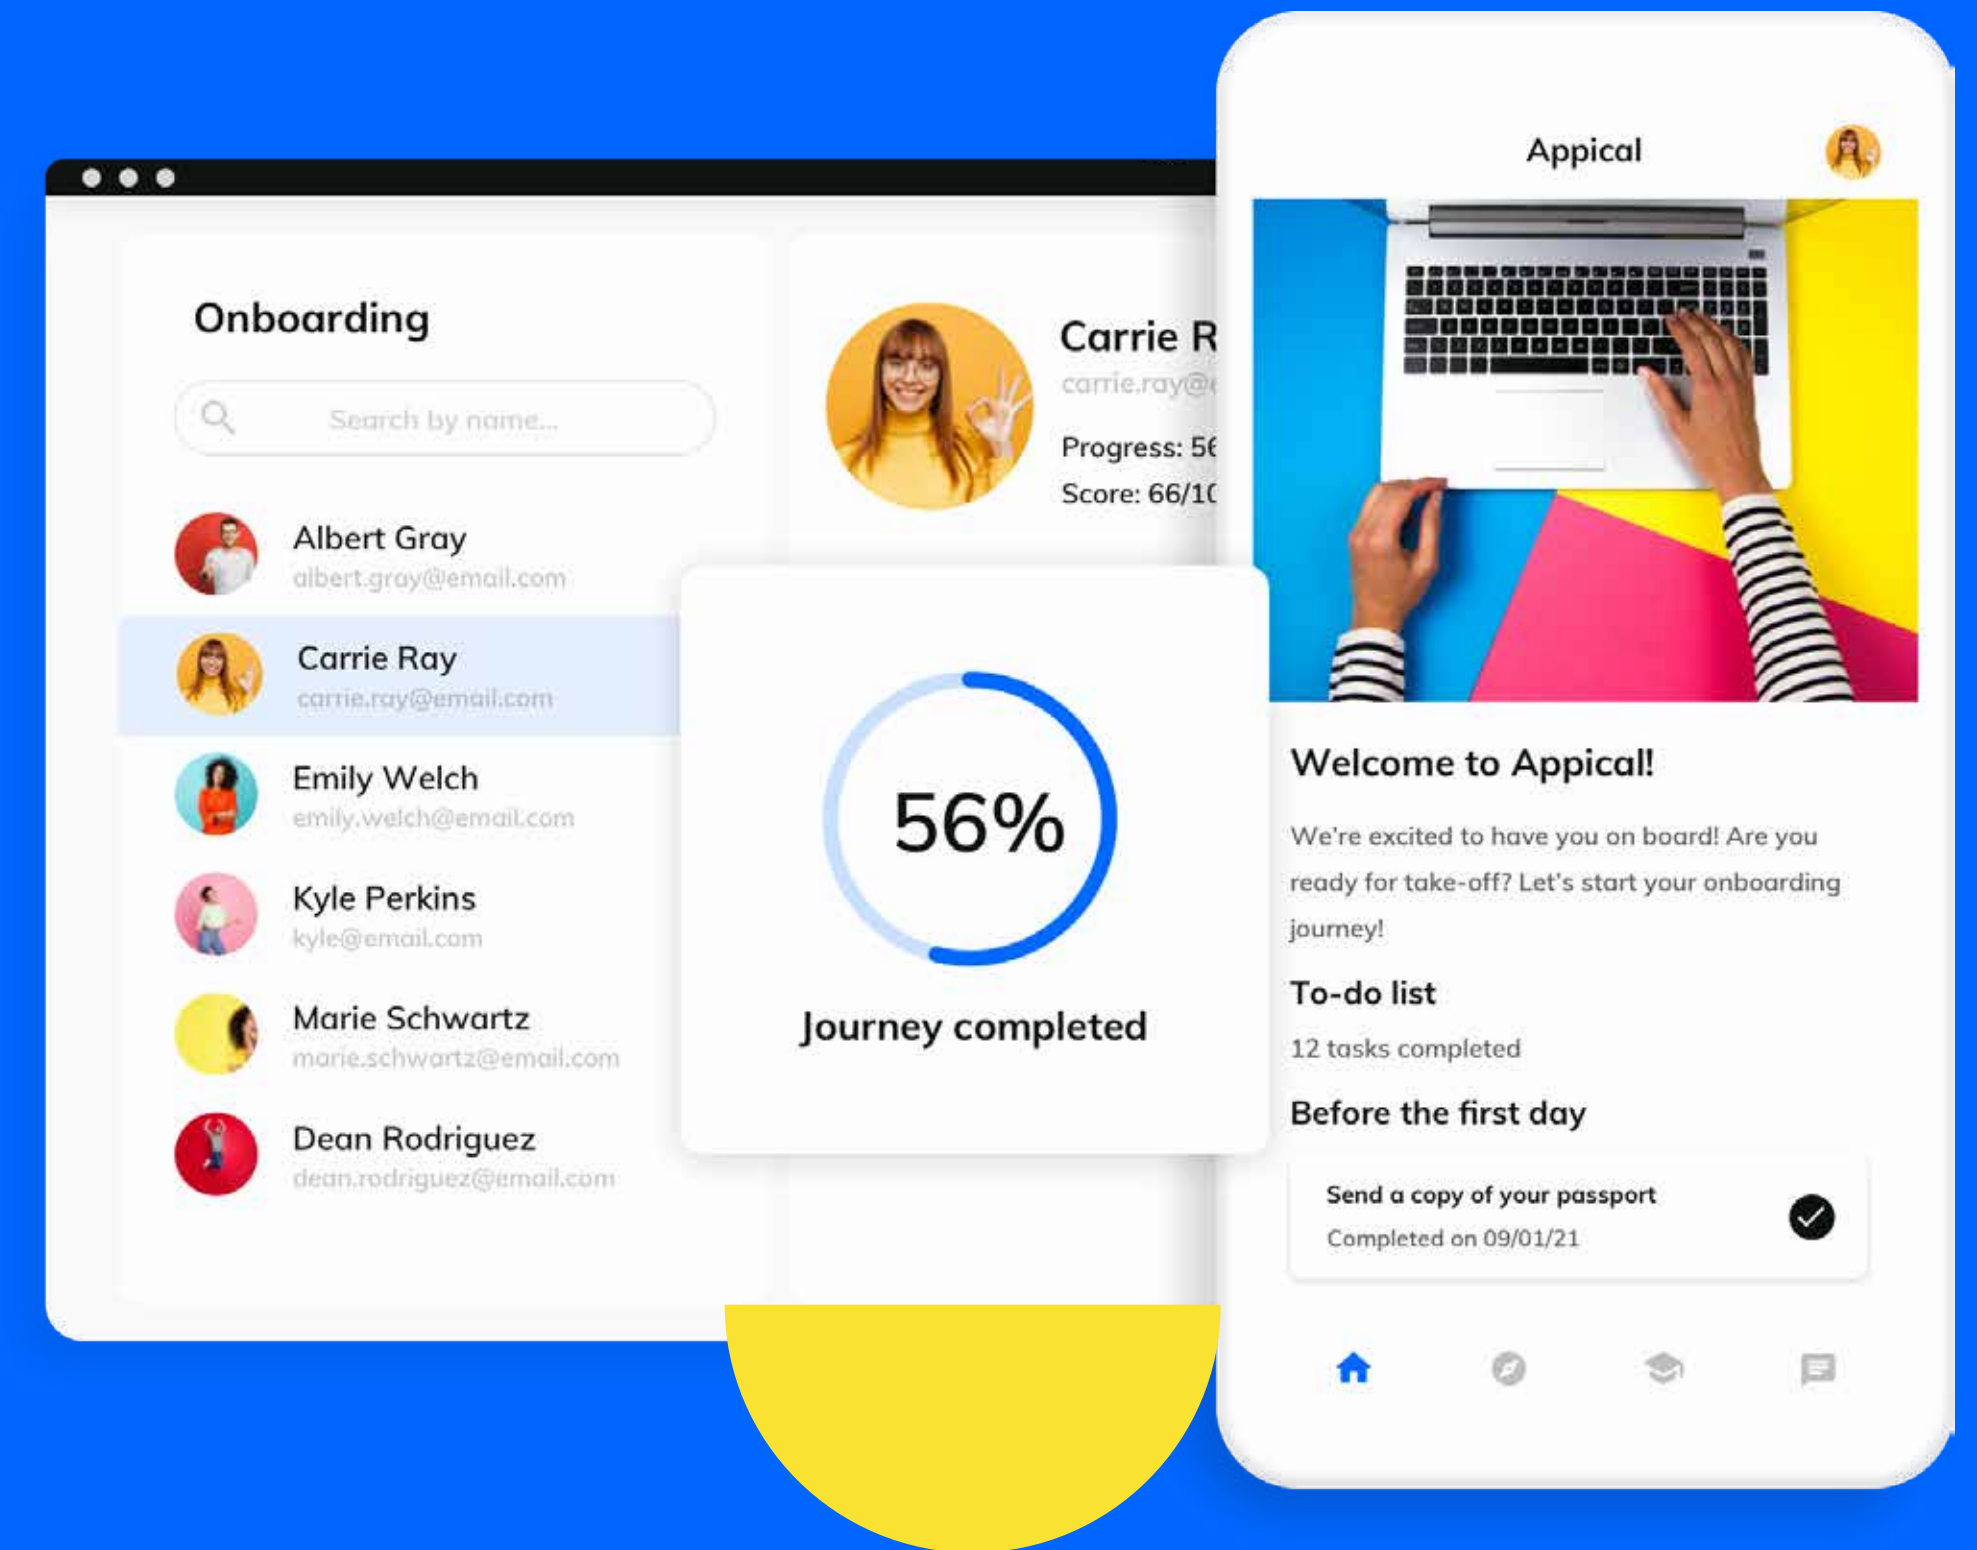 Onboarding
Search by name...
Albert Gray
albert.gray@email.com
Carrie Ray
carrie.ray@email.com
Emily Welch
emily.welch@email.com
Kyle Perkins
kyle@email.com
Marie Schwartz
marie.schwartz@email.com
Dean Rodriguez
dean.rodriguez@email.com
Carrie R
carrie.ray@
Progress: 56
Score: 66/10
56%
Journey completed
Appical
Welcome to Appical!
We're excited to have you on board! Are you
ready for take-off? Let's start your onboarding
journey!
To-do list
12 tasks completed
Before the first day
Send a copy of your passport
Completed on 09/01/21